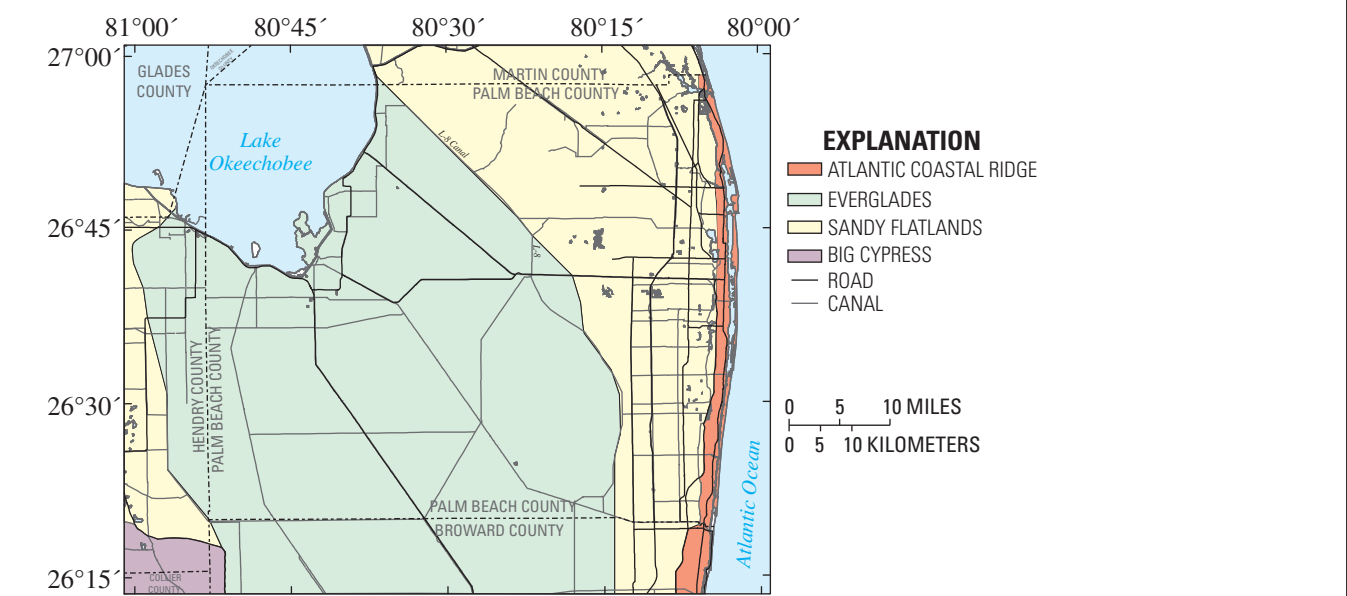 81°00´ 80°45´ 80°30´ 80°15´ 80°00´
27°00´
26°45´
26°30´
26°15´
GLADES
COUNTY
MARTIN COUNTY
PALM BEACH COUNTY
Lake
Okeechobee
L-8 Canal
L-8
HENDRY COUNTY
PALM BEACH COUNTY
PALM BEACH COUNTY
BROWARD COUNTY
COLLIER
COUNTY
Atlantic Ocean
EXPLANATION
ATLANTIC COASTAL RIDGE
EVERGLADES
SANDY FLATLANDS
BIG CYPRESS
ROAD
CANAL
0 5 10 MILES
0 5 10 KILOMETERS